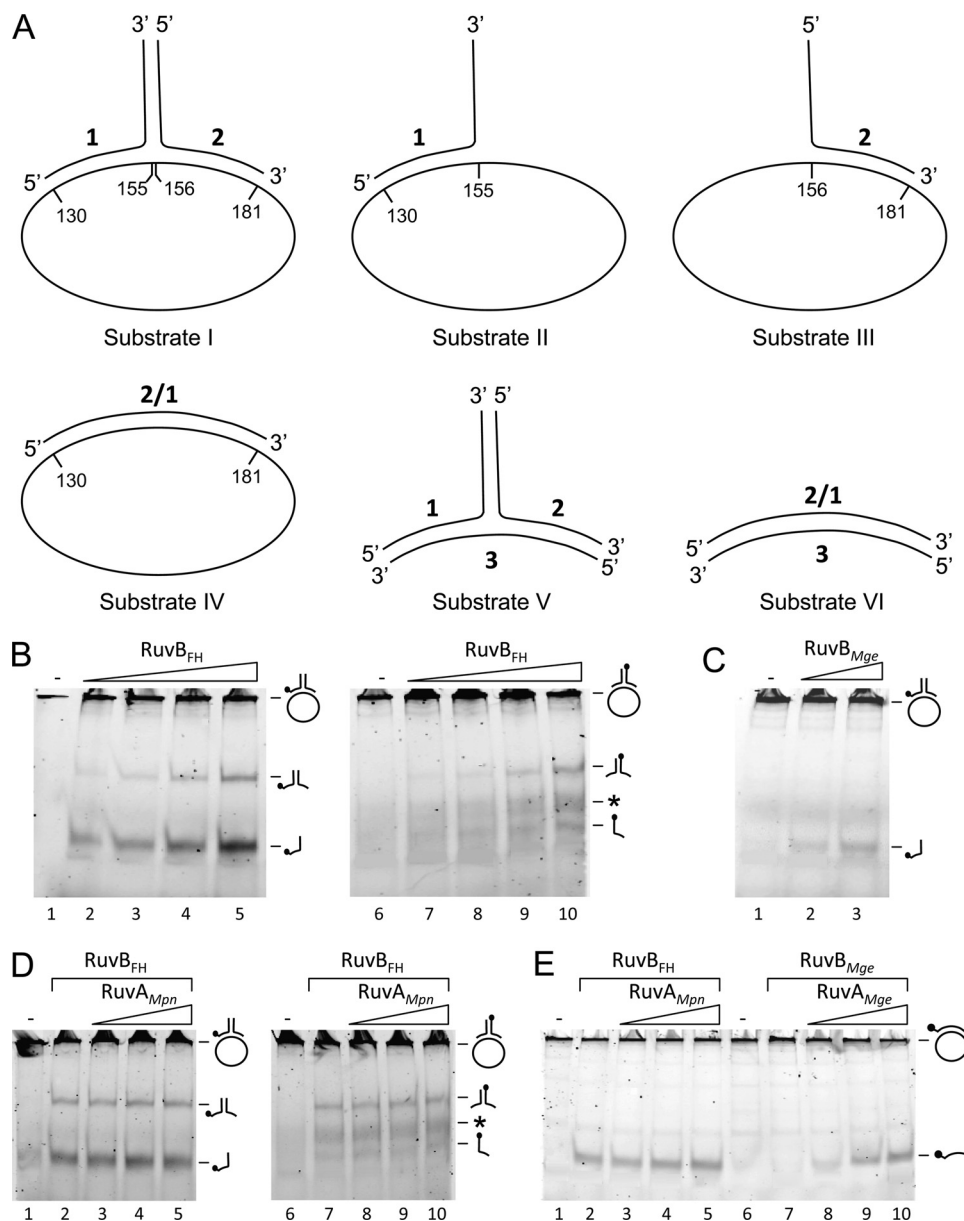 A
3’ 5’
3’
5’
1
2
1
2
5’
3’
5’
3’
155
156
155
156
130
181
130
181
Substrate I
Substrate II
Substrate III
2/1
3’ 5’
5’
3’
1
2
2/1
130
181
5’
3’
5’
3’
3’
3
5’
3’
3
5’
Substrate IV
Substrate V
Substrate VI
B
RuvBFH
RuvBFH
C
RuvBMge
-
-
-
*
1 2 3 4 5
6 7 8 9 10
1 2 3
D
RuvBFH
RuvBFH
E
RuvBFH
RuvBMge
RuvAMpn
RuvAMpn
RuvAMpn
RuvAMge
-
-
-
-
*
1 2 3 4 5
6 7 8 9 10
1 2 3 4 5 6 7 8 9 10